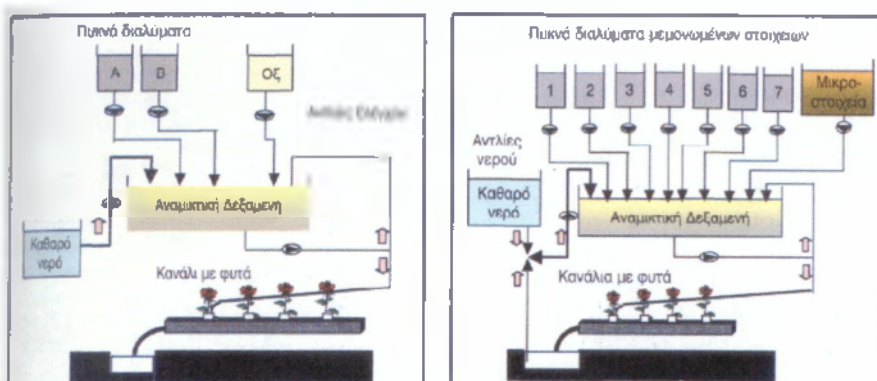 Πυκνά διαλύματα
A
B
Οξ
Αναμικτική Δεξαμενή
Καθαρό
νερό
Κανάλι με φυτά
Πυκνά διαλύματα μεμονωμένων στοιχειων
1
2
3
4
5
6
7
Μικρο-
στοιχεία
Αντλίες
νερού
Καθαρό
νερό
Αναμικτική Δεξαμενή
Κανάλια με φυτά